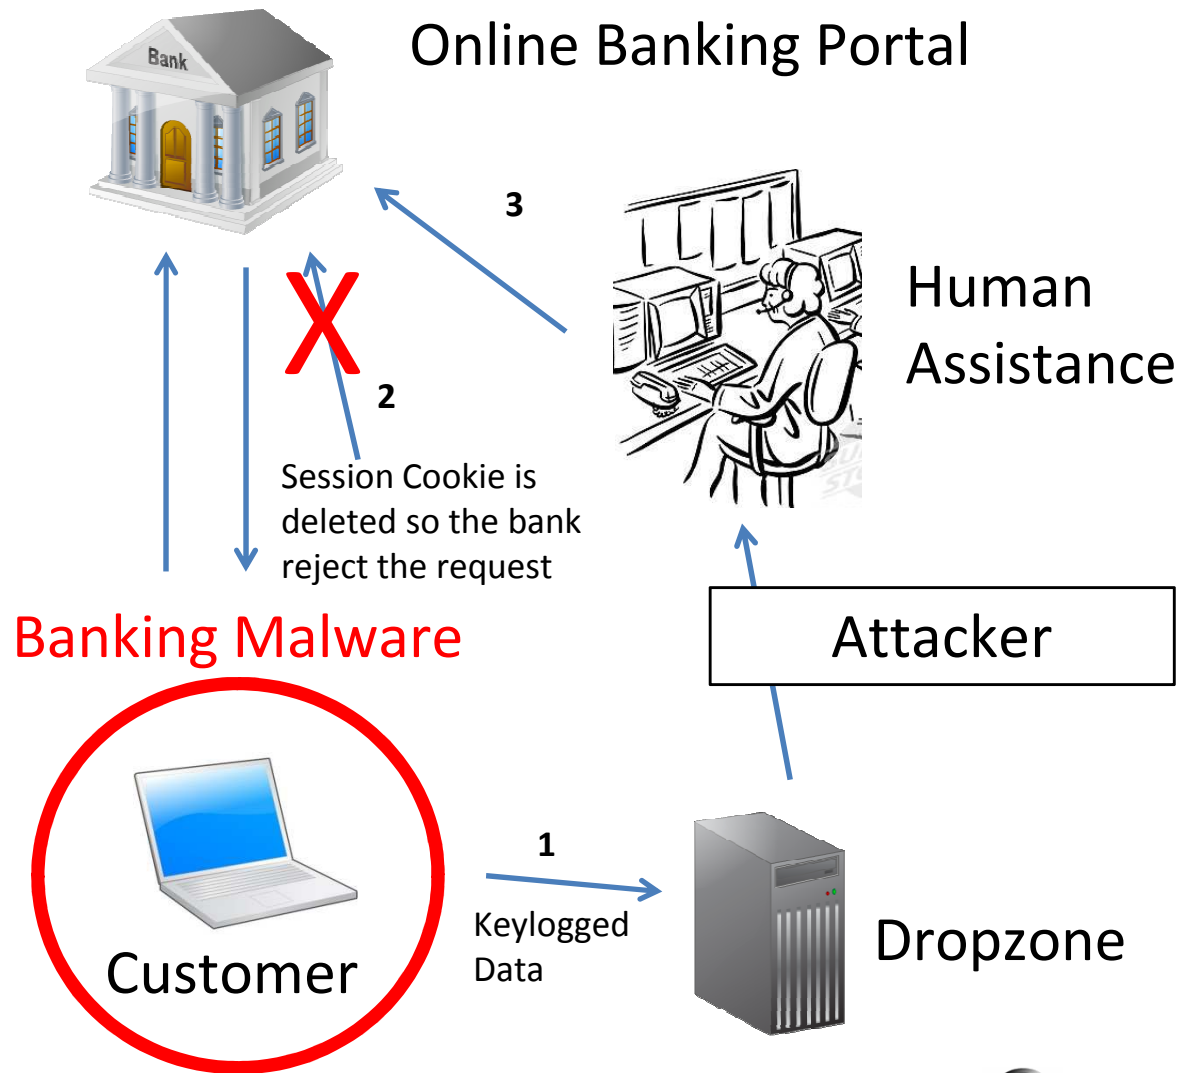 Online Banking Portal
Bank
3
Human
Assistance
2
Session Cookie is
deleted so the bank
reject the request
Banking Malware
Attacker
1
Keylogged
Data
Customer
Dropzone